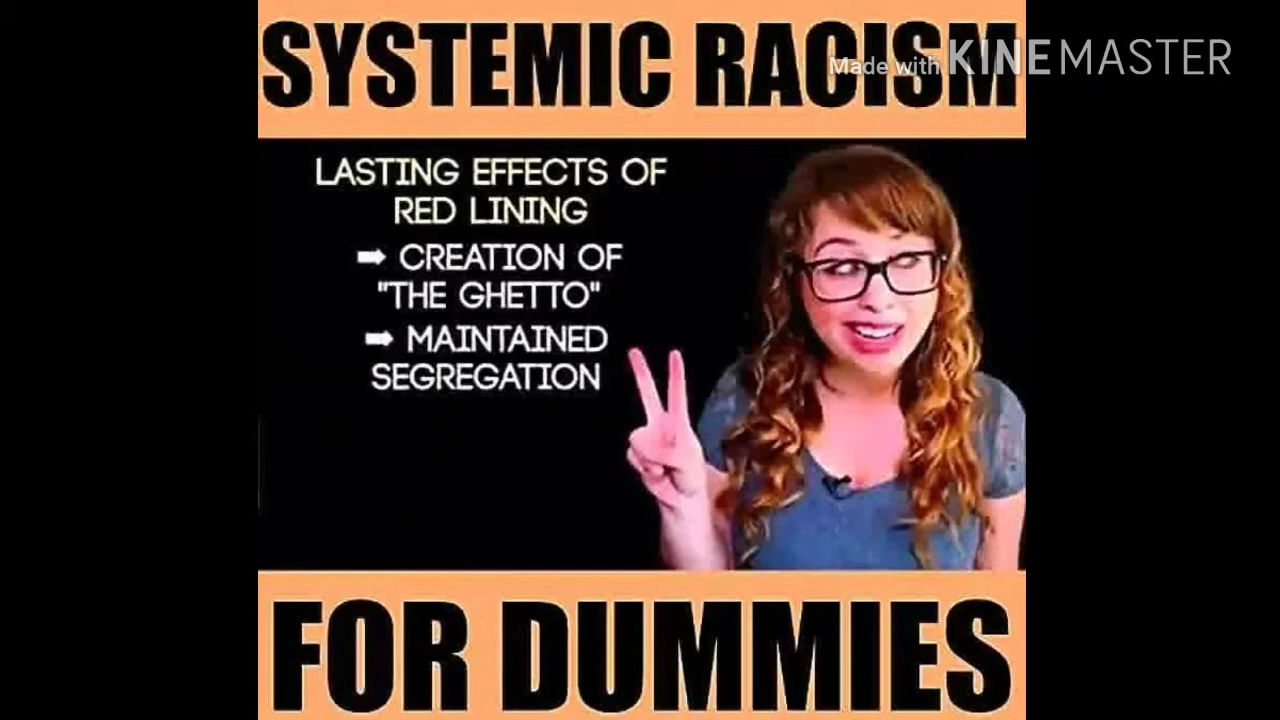 SYSTEMIC RACISM
Made with KINEMASTER
LASTING EFFECTS OF
RED LINING
➡ CREATION OF
"THE GHETTO"
➡ MAINTAINED
SEGREGATION
FOR DUMMIES